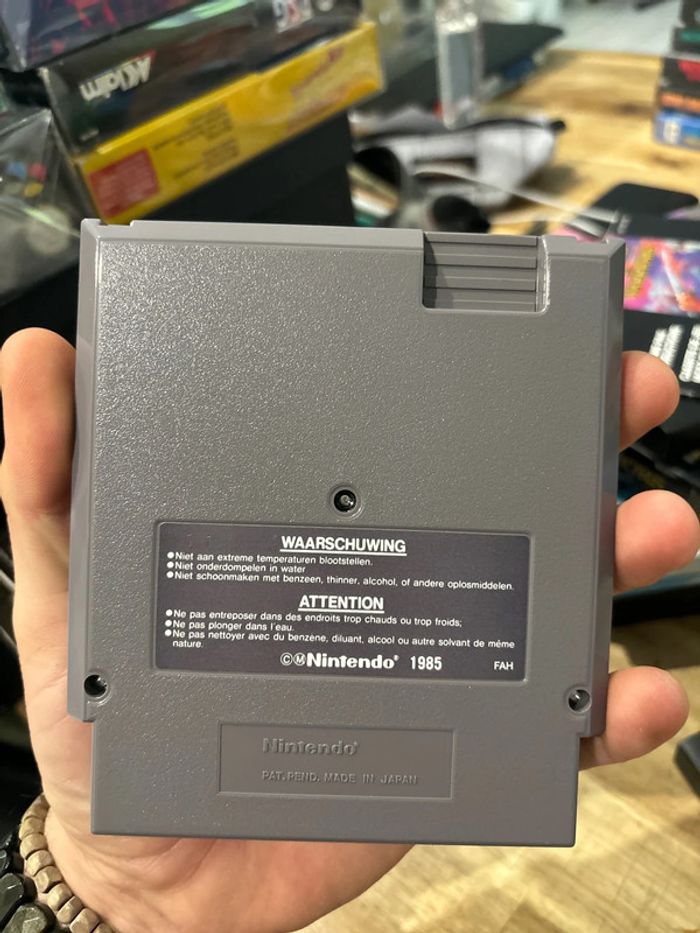 AKlaim
WAARSCHUWING
●Niet aan extreme temperaturen blootstellen.
●Niet onderdompelen in water
●Niet schoonmaken met benzeen, thinner, alcohol, of andere oplosmiddelen.
ATTENTION
●Ne pas entreposer dans des endroits trop chauds ou trop froids;
●Ne pas plonger dans l'eau.
●Ne pas nettoyer avec du benzene, diluant, alcool ou autre solvant de même
nature.
©ⓂNintendo® 1985
FAH
Nintendo®
PAT. PEND. MADE IN JAPAN